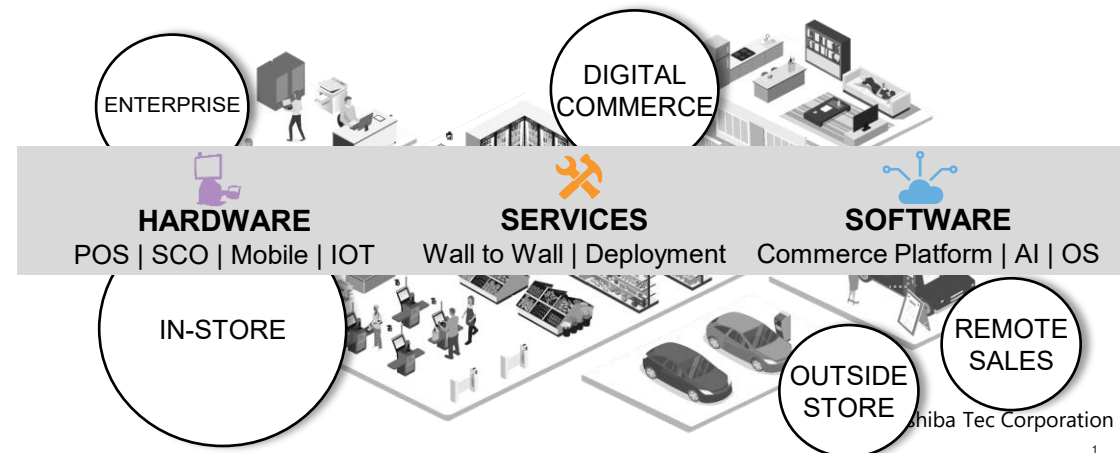 ENTERPRISE
DIGITAL
COMMERCE
HARDWARE
POS | SCO | Mobile | IOT
SERVICES
Wall to Wall | Deployment
SOFTWARE
Commerce Platform | AI | OS
IN-STORE
OUTSIDE
STORE
REMOTE
SALES
Tec Corporation
1